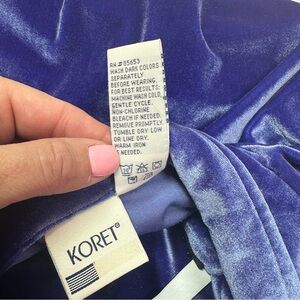 RN #85653
WASH DARK COLORS
SEPARATELY
BEFORE WEARING.
FOR BEST RESULTS:
MACHINE WASH COLD,
GENTLE CYCLE.
NON-CHLORINE
BLEACH IF NEEDED.
REMOVE PROMPTLY.
TUMBLE DRY LOW
OR LINE DRY.
WARM IRON
IF NEEDED.
KORET®